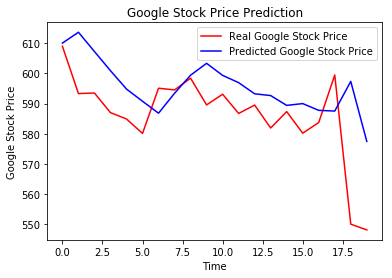 Google Stock Price Prediction
Real Google Stock Price
Predicted Google Stock Price
Google Stock Price
610
600
590
580
570
560
550
0.0 2.5 5.0 7.5 10.0 12.5 15.0 17.5
Time